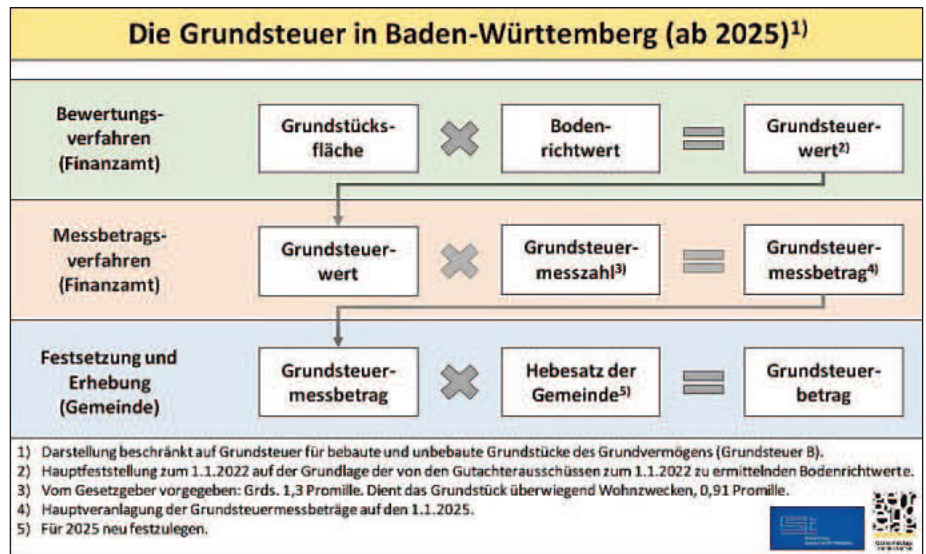 Die Grundsteuer in Baden-Württemberg (ab 2025)1)
Bewertungs-
verfahren
(Finanzamt)
Grundstücks-
fläche
Boden-
richtwert
Grundsteuer-
wert2)
Messbetrags-
verfahren
(Finanzamt)
Grundsteuer-
wert
Grundsteuer-
messzahl3)
Grundsteuer-
messbetrag4)
Festsetzung und
Erhebung
(Gemeinde)
Grundsteuer-
messbetrag
Hebesatz der
Gemeinde5)
Grundsteuer-
betrag
1) Darstellung beschränkt auf Grundsteuer für bebaute und unbebaute Grundstücke des Grundvermögens (Grundsteuer B).
2) Hauptfeststellung zum 1.1.2022 auf der Grundlage der von den Gutachterausschüssen zum 1.1.2022 zu ermittelnden Bodenrichtwerte.
3) Vom Gesetzgeber vorgegeben: Grds. 1,3 Promille. Dient das Grundstück überwiegend Wohnzwecken, 0,91 Promille.
4) Hauptveranlagung der Grundsteuermessbeträge auf den 1.1.2025.
5) Für 2025 neu festzulegen.